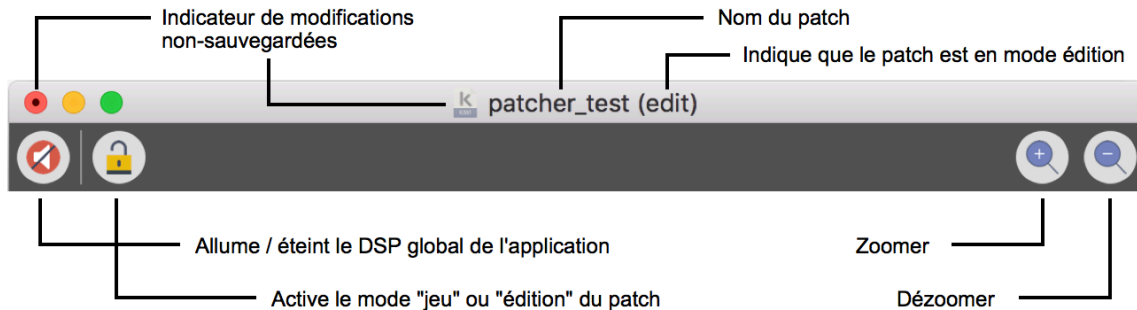 Indicateur de modifications
non-sauvegardées
Nom du patch
Indique que le patch est en mode édition
patcher_test (edit)
Allume / éteint le DSP global de l'application
Zoomer
Active le mode "jeu" ou "édition" du patch
Dézoomer